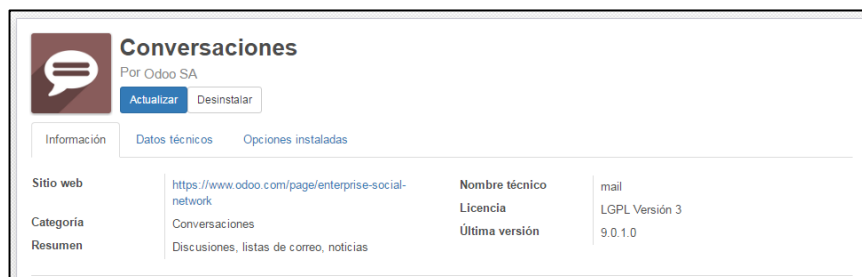 Conversaciones
Por Odoo SA
Actualizar Desinstalar
Información Datos técnicos Opciones instaladas
Sitio web https://www.odoo.com/page/enterprise-social-
network
Categoría Conversaciones
Resumen Discusiones, listas de correo, noticias
Nombre técnico mail
Licencia LGPL Versión 3
Última versión 9.0.1.0